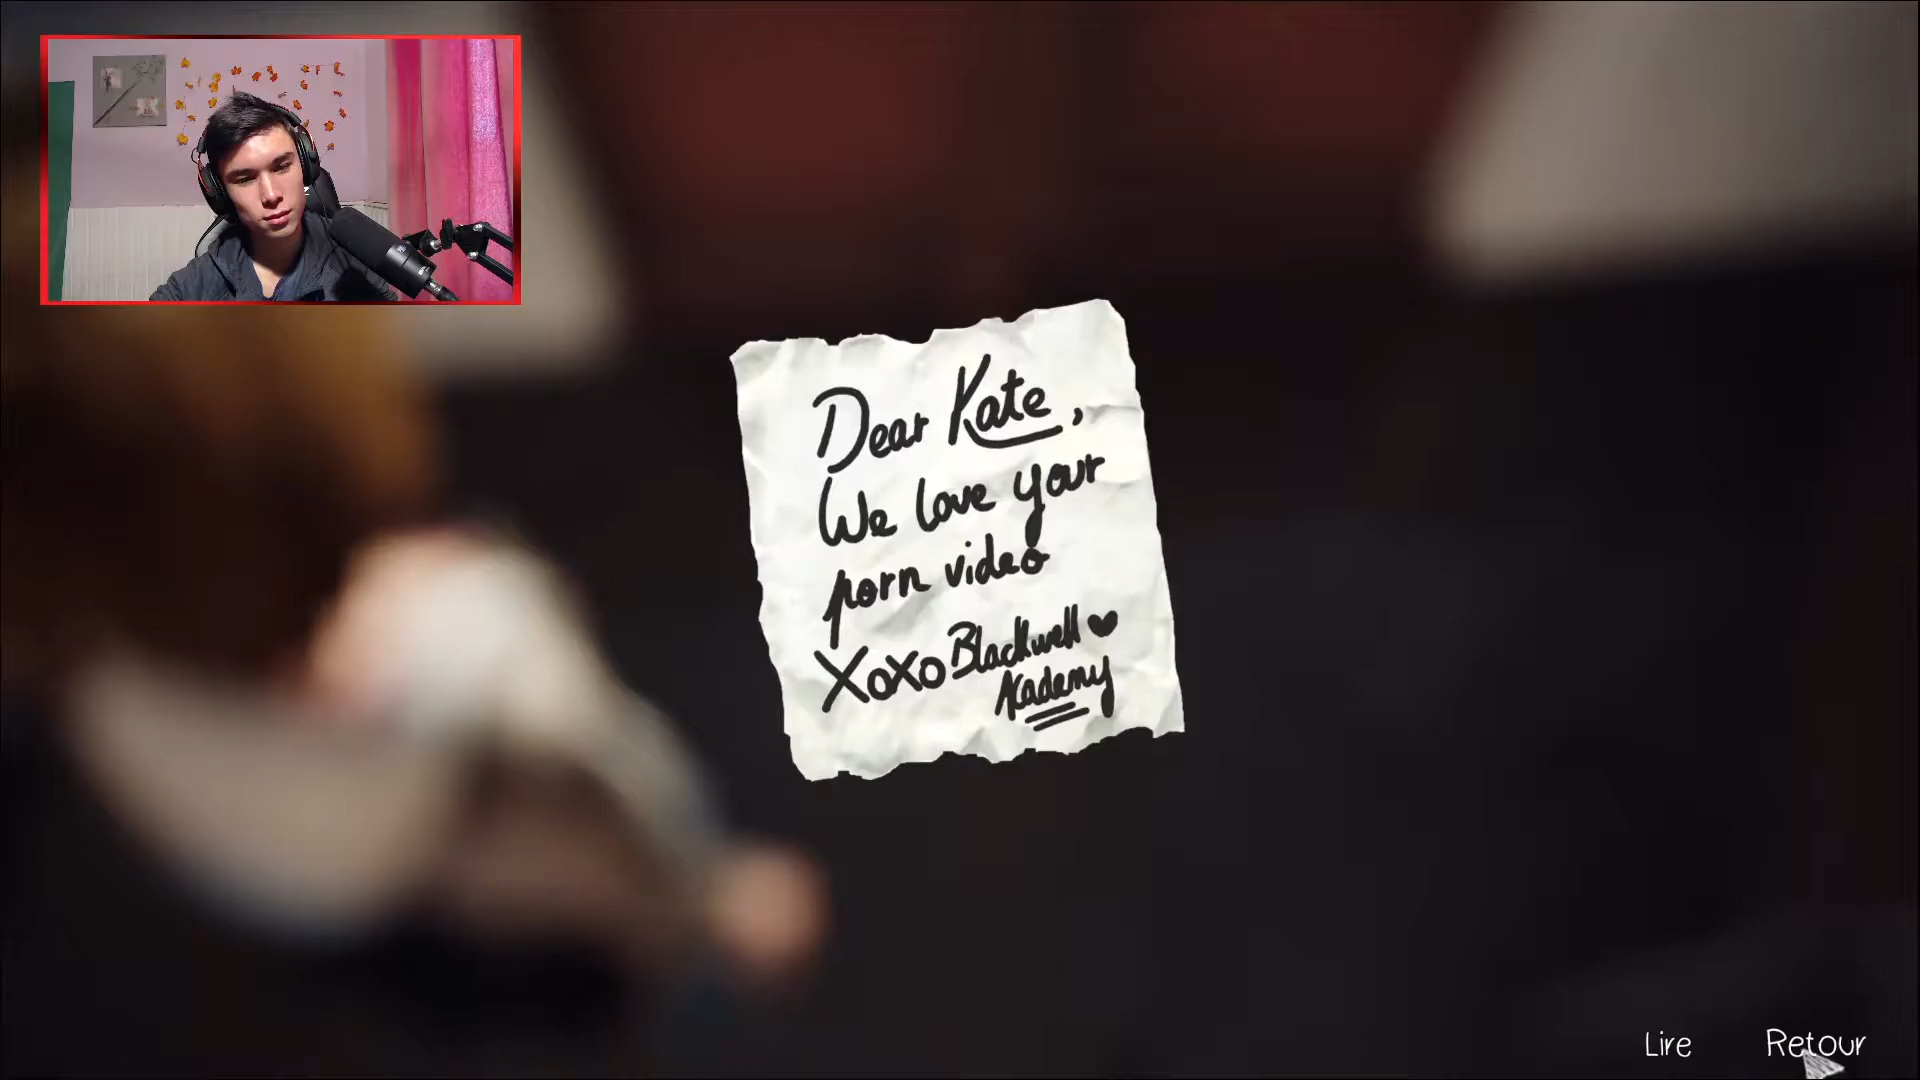 Dear Kate,
We love your
porn video
XoXo Blackwell
Academy
Lire
Retour